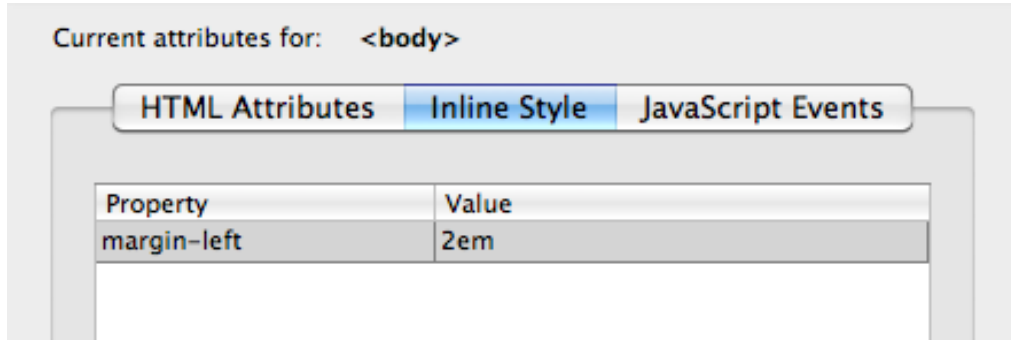 Current attributes for: <body>
HTML Attributes Inline Style JavaScript Events
Property Value
margin-left 2em